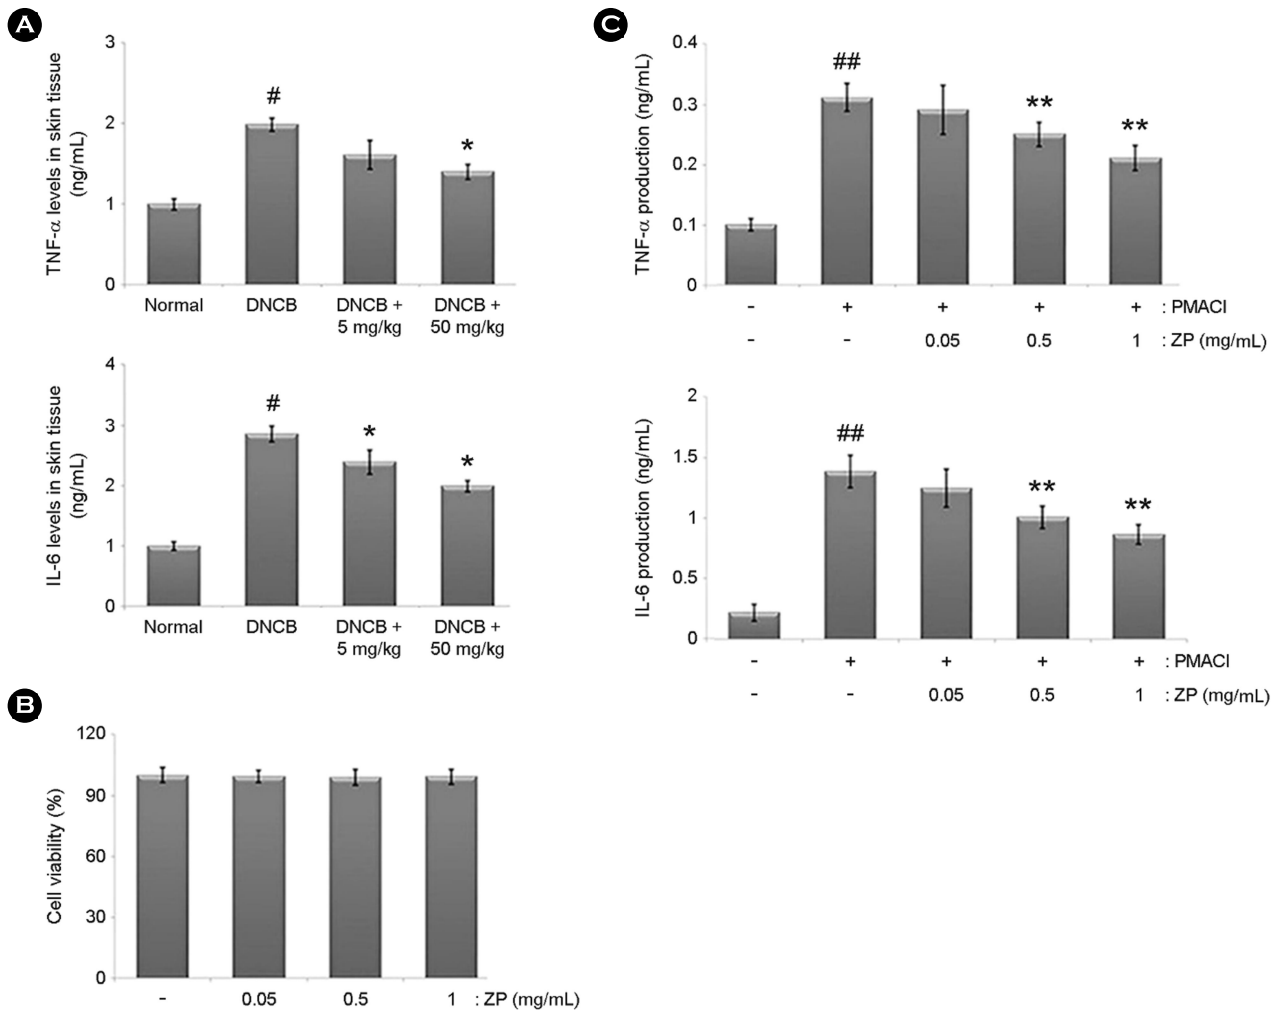 A
TNF-α levels in skin tissue
(ng/mL)
3
2
1
0
#
*
Normal DNCB DNCB + DNCB +
5 mg/kg 50 mg/kg
IL-6 levels in skin tissue
(ng/mL)
4
3
2
1
0
#
*
*
Normal DNCB DNCB + DNCB +
5 mg/kg 50 mg/kg
B
Cell viability (%)
120
90
60
30
0
- 0.05 0.5 1 : ZP (mg/mL)
C
TNF-α production (ng/mL)
0.4
0.3
0.2
0.1
0
##
**
**
- + + + + : PMACI
- - 0.05 0.5 1 : ZP (mg/mL)
IL-6 production (ng/mL)
2
1.5
1
0.5
0
##
**
**
- + + + + : PMACI
- - 0.05 0.5 1 : ZP (mg/mL)